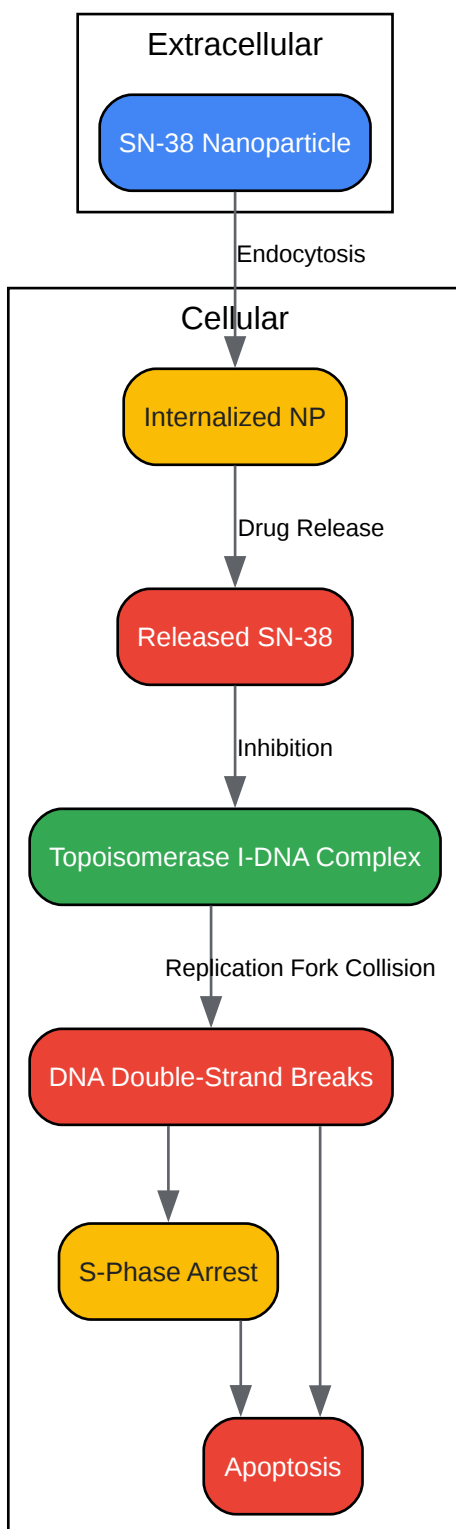 Extracellular
SN-38 Nanoparticle
Endocytosis
Cellular
Internalized NP
Drug Release
Released SN-38
Inhibition
Topoisomerase I-DNA Complex
Replication Fork Collision
DNA Double-Strand Breaks
S-Phase Arrest
Apoptosis